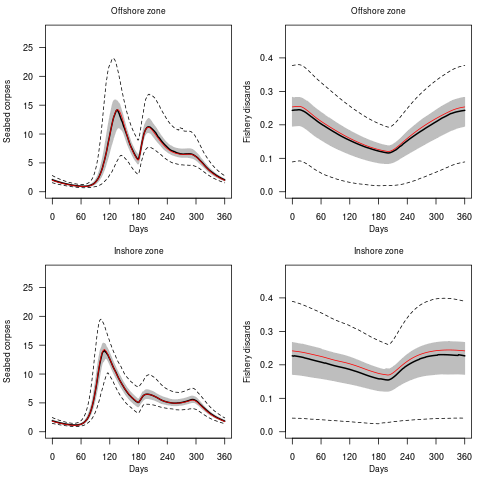 Offshore zone
Seabed corpses
25
20
15
10
5
0
0 60 120 180 240 300 360
Days
Offshore zone
Fishery discards
0.4
0.3
0.2
0.1
0.0
0 60 120 180 240 300 360
Days
Inshore zone
Seabed corpses
25
20
15
10
5
0
0 60 120 180 240 300 360
Days
Inshore zone
Fishery discards
0.4
0.3
0.2
0.1
0.0
0 60 120 180 240 300 360
Days